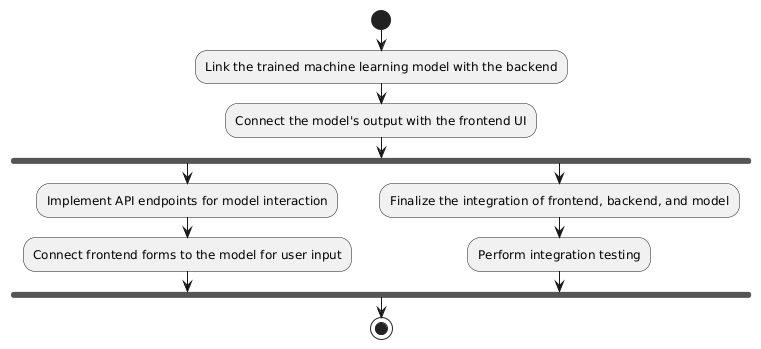 Link the trained machine learning model with the backend
Connect the model's output with the frontend UI
Implement API endpoints for model interaction
Connect frontend forms to the model for user input
Finalize the integration of frontend, backend, and model
Perform integration testing